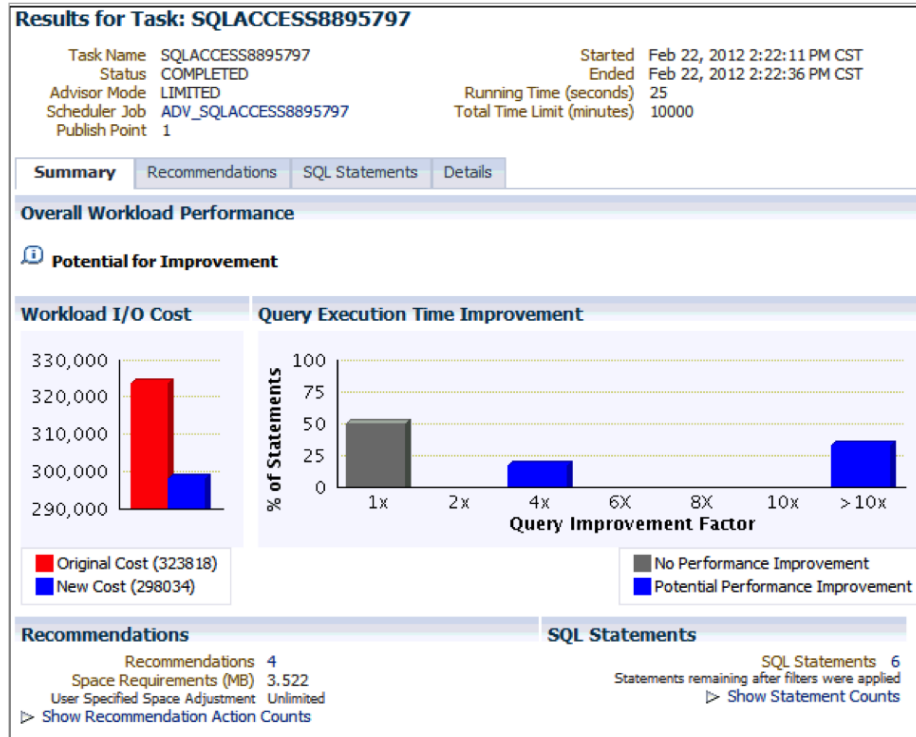 Results for Task: SQLACCESS8895797
Task Name SQLACCESS8895797
Status COMPLETED
Advisor Mode LIMITED
Scheduler Job ADV_SQLACCESS8895797
Publish Point 1
Started Feb 22, 2012 2:22:11 PM CST
Ended Feb 22, 2012 2:22:36 PM CST
Running Time (seconds) 25
Total Time Limit (minutes) 10000
Summary Recommendations SQL Statements Details
Overall Workload Performance
Potential for Improvement
Workload I/O Cost
330,000
320,000
310,000
300,000
290,000
Original Cost (323818)
New Cost (298034)
Query Execution Time Improvement
% of Statements
100
75
50
25
0
1x 2x 4x 6X 8X 10x >10x
Query Improvement Factor
No Performance Improvement
Potential Performance Improvement
Recommendations
Recommendations 4
Space Requirements (MB) 3.522
User Specified Space Adjustment Unlimited
Show Recommendation Action Counts
SQL Statements
SQL Statements 6
Statements remaining after filters were applied
Show Statement Counts